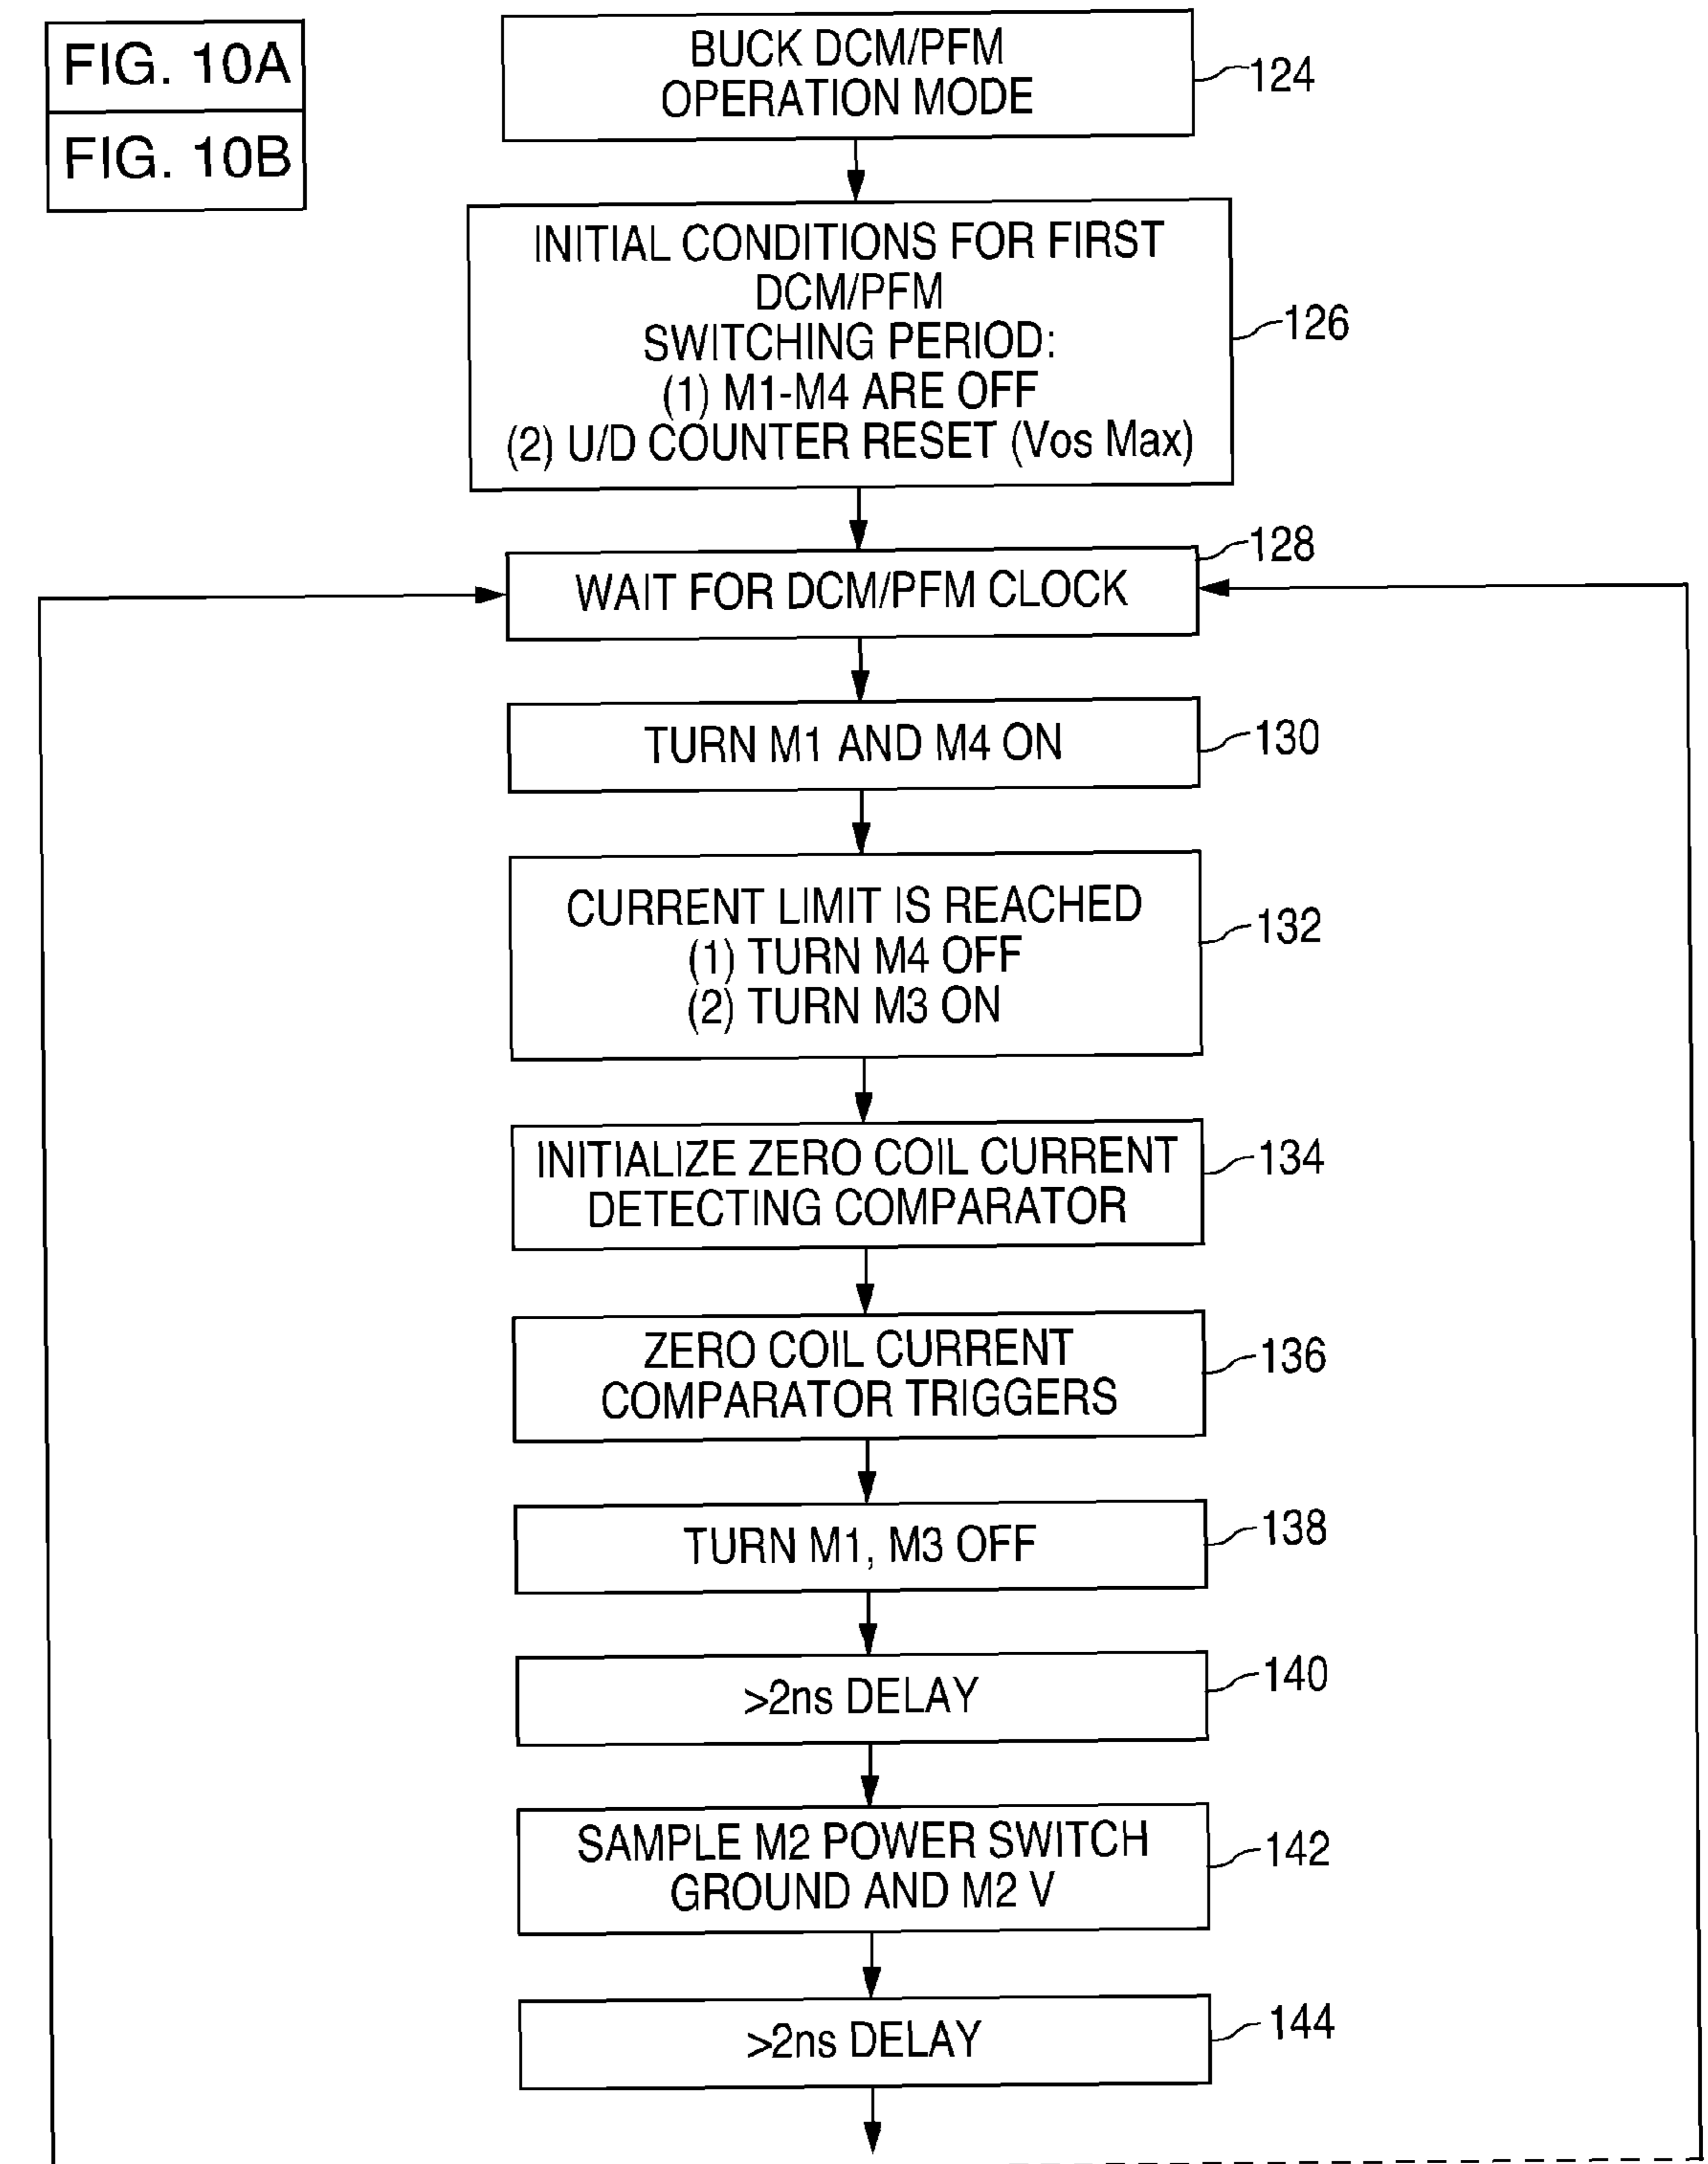 FIG. 10A
FIG. 10B
BUCK DCM/PFM
OPERATION MODE
124
INITIAL CONDITIONS FOR FIRST
DCM/PFM
SWITCHING PERIOD:
(1) M1-M4 ARE OFF
(2) U/D COUNTER RESET (Vos Max)
126
WAIT FOR DCM/PFM CLOCK
128
TURN M1 AND M4 ON
130
CURRENT LIMIT IS REACHED
(1) TURN M4 OFF
(2) TURN M3 ON
132
INITIALIZE ZERO COIL CURRENT
DETECTING COMPARATOR
134
ZERO COIL CURRENT
COMPARATOR TRIGGERS
136
TURN M1, M3 OFF
138
>2ns DELAY
140
SAMPLE M2 POWER SWITCH
GROUND AND M2 V
142
>2ns DELAY
144